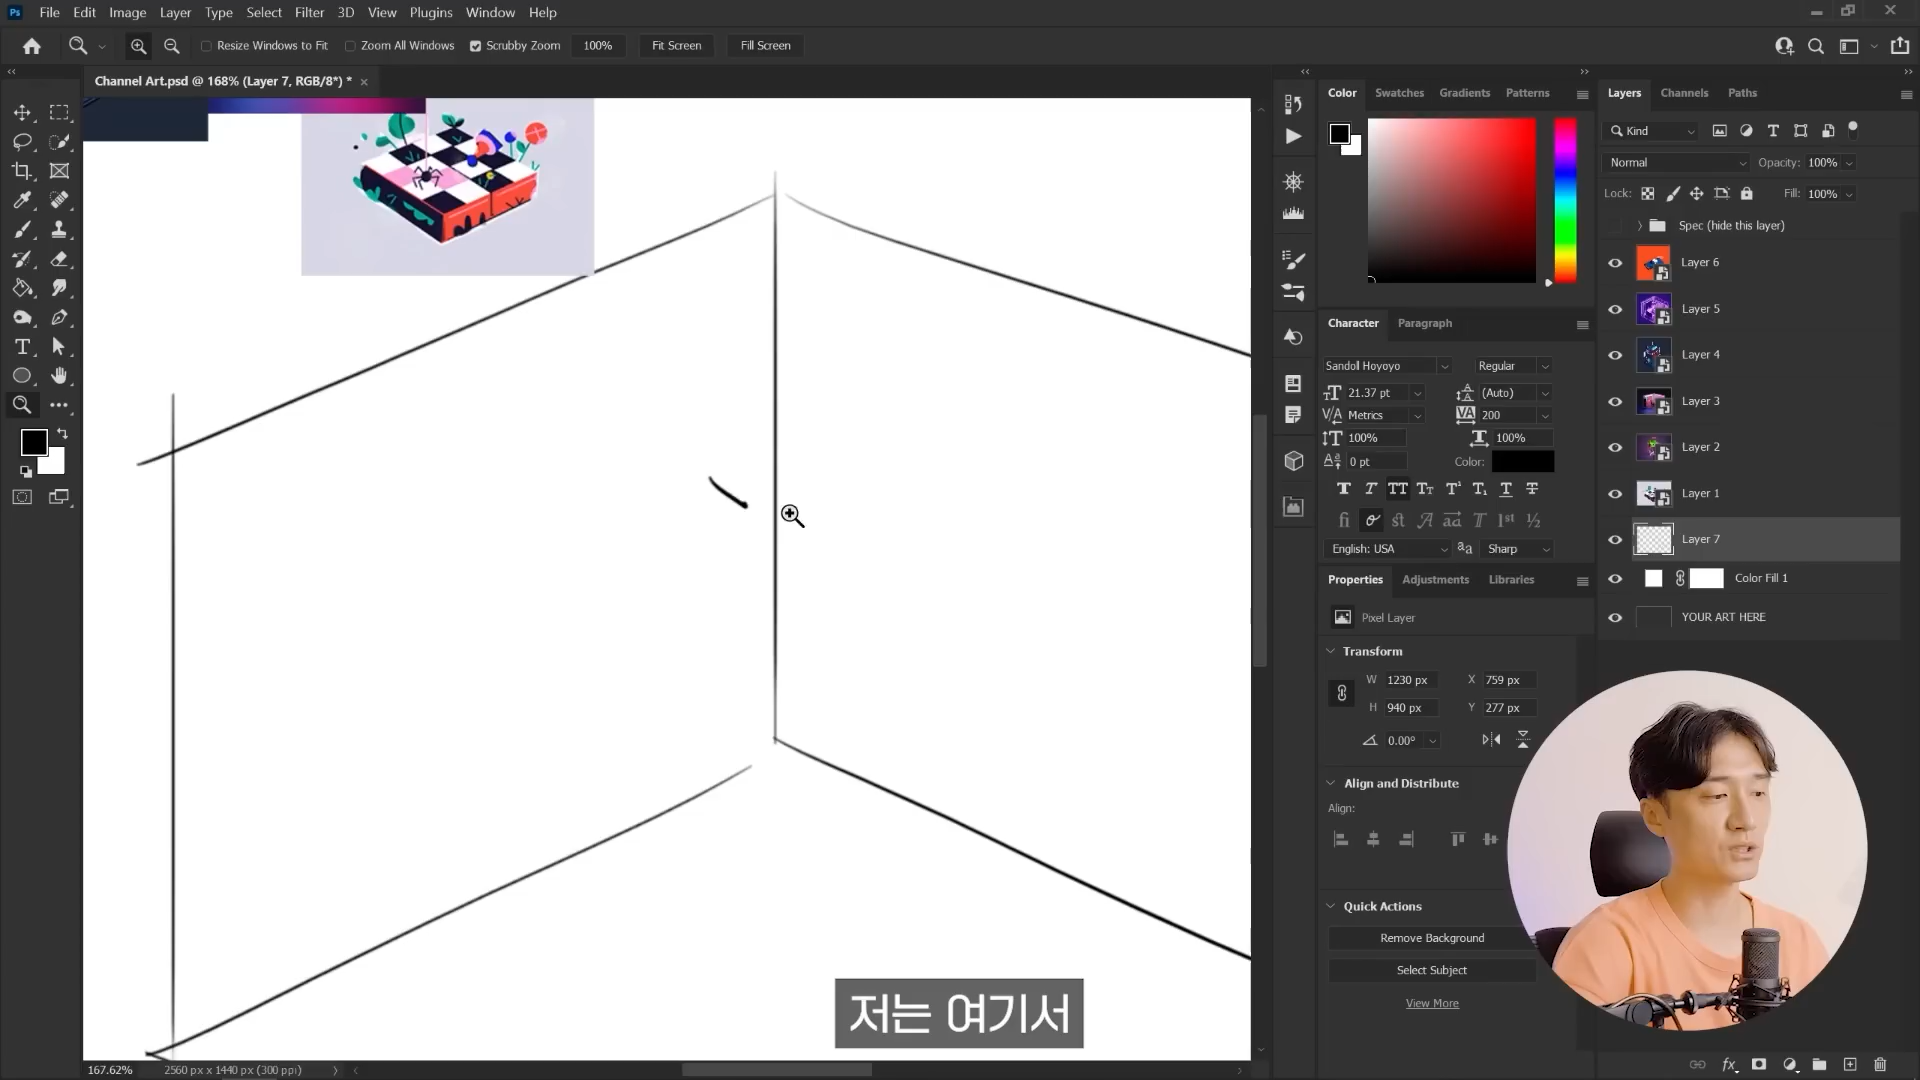 Ps File Edit Image Layer Type Select Filter 3D View Plugins Window Help
Resize Windows to Fit Zoom All Windows Scrubby Zoom 100% Fit Screen Fill Screen
Channel Art.psd @ 168% (Layer 7, RGB/8*) * ×
Color Swatches Gradients Patterns
Layers Channels Paths
Kind
Normal Opacity: 100%
Lock: Fill: 100%
Spec (hide this layer)
Layer 6
Layer 5
Layer 4
Layer 3
Layer 2
Layer 1
Layer 7
Color Fill 1
YOUR ART HERE
Character Paragraph
Sandol Hoyoyo Regular
21.37 pt (Auto)
Metrics 200
100% 100%
0 pt Color:
English: USA Sharp
Properties Adjustments Libraries
Pixel Layer
Transform
W 1230 px X 759 px
H 940 px Y 277 px
0.00°
Align and Distribute
Align:
Quick Actions
Remove Background
Select Subject
View More
저는 여기서
167.62% 2560 px x 1440 px (300 ppi)